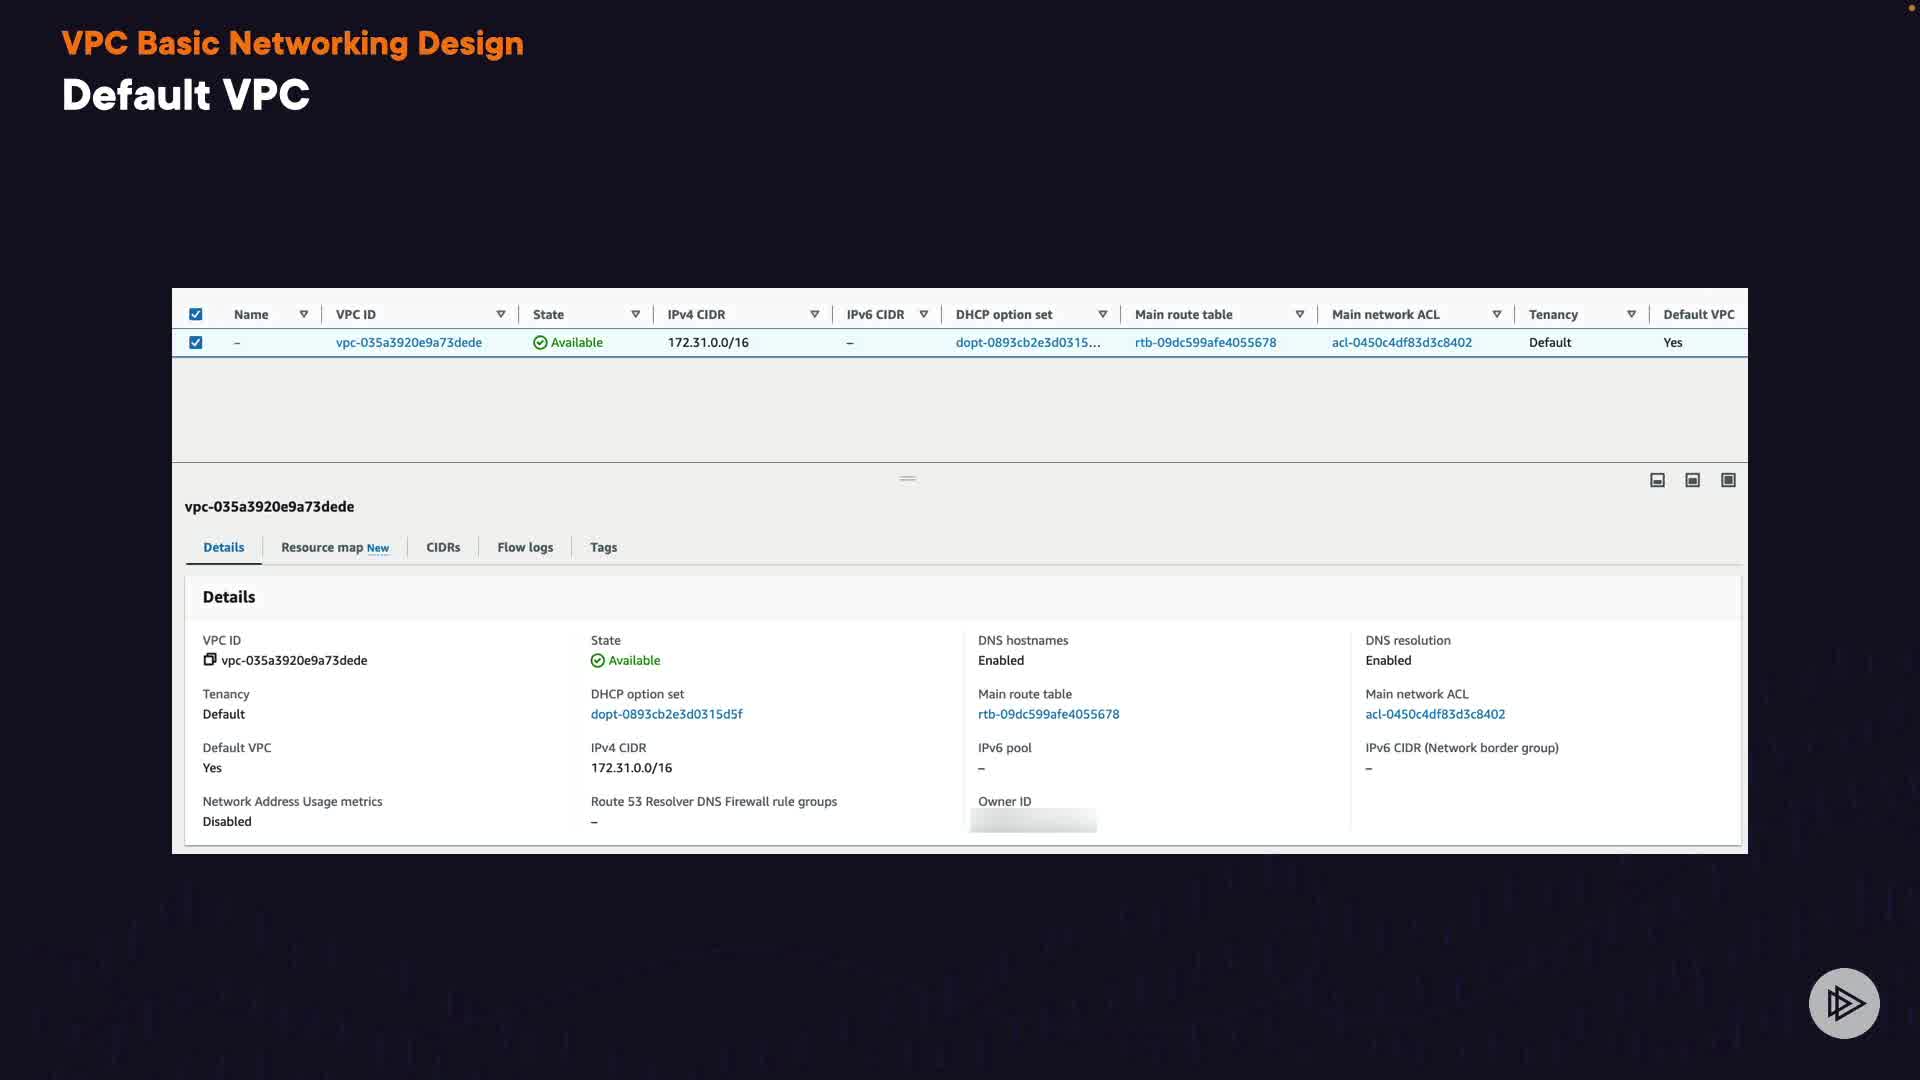 VPC Basic Networking Design
Default VPC
Name VPC ID State IPv4 CIDR IPv6 CIDR DHCP option set Main route table Main network ACL Tenancy Default VPC
– vpc-035a3920e9a73dede Available 172.31.0.0/16 – dopt-0893cb2e3d0315... rtb-09dc599afe4055678 acl-0450c4df83d3c8402 Default Yes
vpc-035a3920e9a73dede
Details Resource map New CIDRs Flow logs Tags
Details
VPC ID State DNS hostnames DNS resolution
vpc-035a3920e9a73dede Available Enabled Enabled
Tenancy DHCP option set Main route table Main network ACL
Default dopt-0893cb2e3d0315d5f rtb-09dc599afe4055678 acl-0450c4df83d3c8402
Default VPC IPv4 CIDR IPv6 pool IPv6 CIDR (Network border group)
Yes 172.31.0.0/16 – –
Network Address Usage metrics Route 53 Resolver DNS Firewall rule groups Owner ID
Disabled –